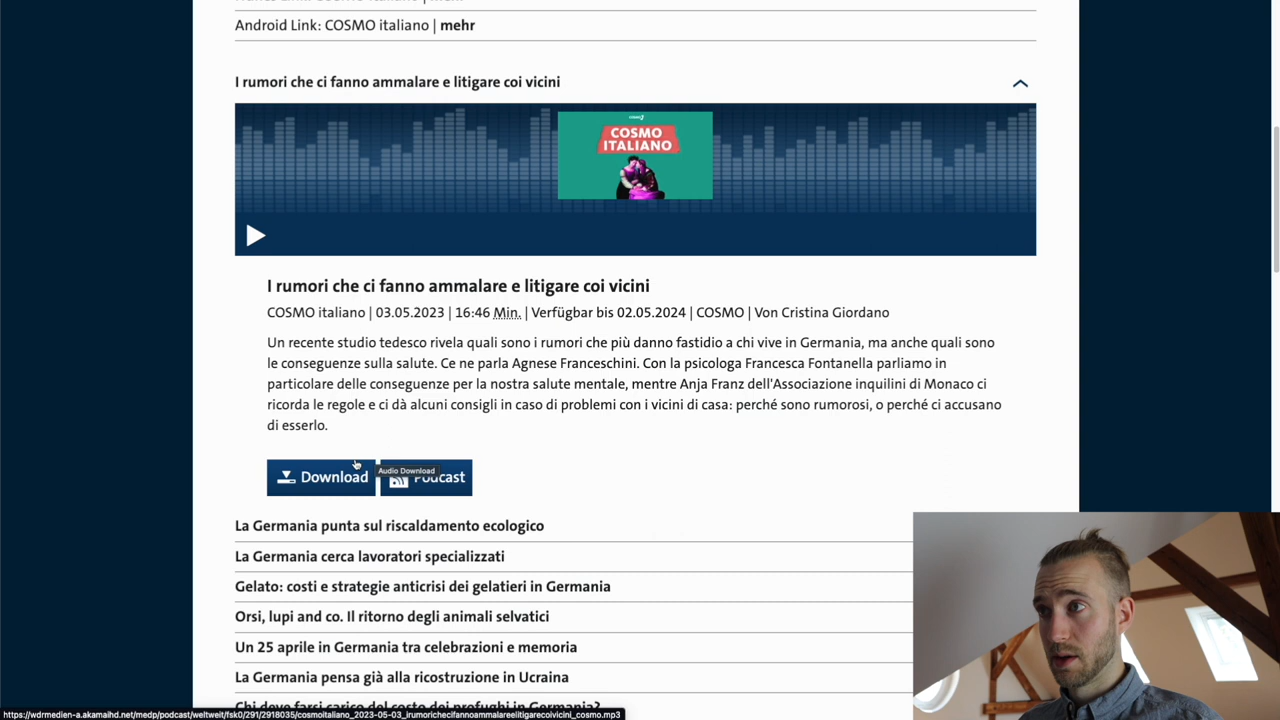 Android Link: COSMO italiano | mehr
I rumori che ci fanno ammalare e litigare coi vicini
COSMO
ITALIANO
I rumori che ci fanno ammalare e litigare coi vicini
COSMO italiano | 03.05.2023 | 16:46 Min. | Verfügbar bis 02.05.2024 | COSMO | Von Cristina Giordano
Un recente studio tedesco rivela quali sono i rumori che più danno fastidio a chi vive in Germania, ma anche quali sono
le conseguenze sulla salute. Ce ne parla Agnese Franceschini. Con la psicologa Francesca Fontanella parliamo in
particolare delle conseguenze per la nostra salute mentale, mentre Anja Franz dell'Associazione inquilini di Monaco ci
ricorda le regole e ci dà alcuni consigli in caso di problemi con i vicini di casa: perché sono rumorosi, o perché ci accusano
di esserlo.
Download Podcast
Audio Download
La Germania punta sul riscaldamento ecologico
La Germania cerca lavoratori specializzati
Gelato: costi e strategie anticrisi dei gelatieri in Germania
Orsi, lupi and co. Il ritorno degli animali selvatici
Un 25 aprile in Germania tra celebrazioni e memoria
La Germania pensa già alla ricostruzione in Ucraina
Chi deve farsi carico del costo dei profughi in Germania?
https://wdrmedien-a.akamaihd.net/medp/podcast/weltweit/fsk0/291/2918035/cosmoitaliano_2023-05-03_irumorichecifannoammalareelitigarecoivicini_cosmo.mp3